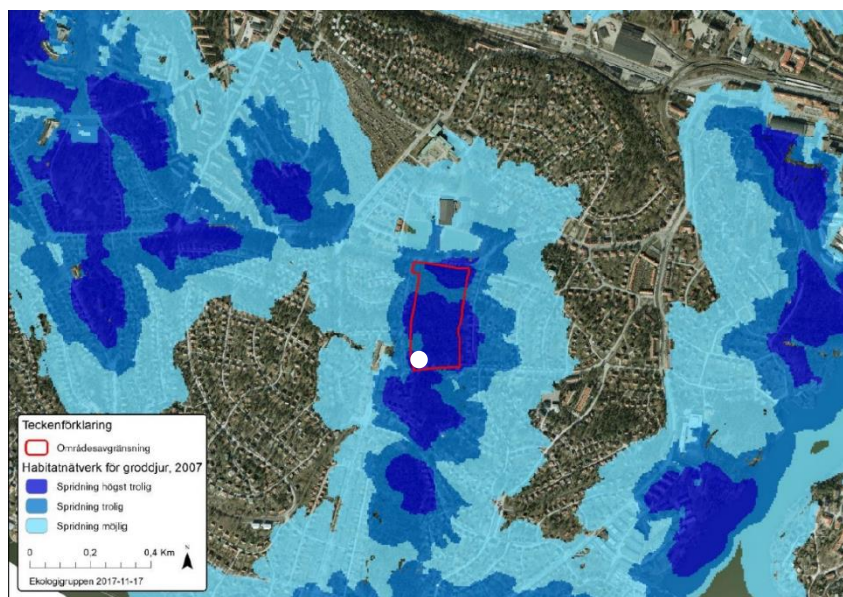 Teckenförklaring
Områdesavgränsning
Habitatnätverk för groddjur, 2007
Spridning högst trolig
Spridning trolig
Spridning möjlig
N
0 0,2 0,4 Km
Ekologigruppen 2017-11-17